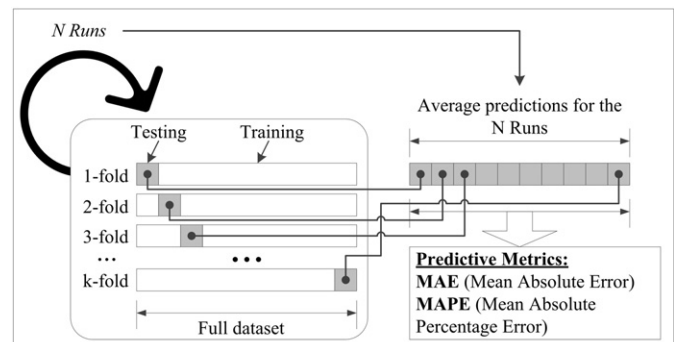 N Runs
Average predictions for the
N Runs
Testing
Training
1-fold
2-fold
3-fold
...
•••
k-fold
Full dataset
Predictive Metrics:
MAE (Mean Absolute Error)
MAPE (Mean Absolute
Percentage Error)